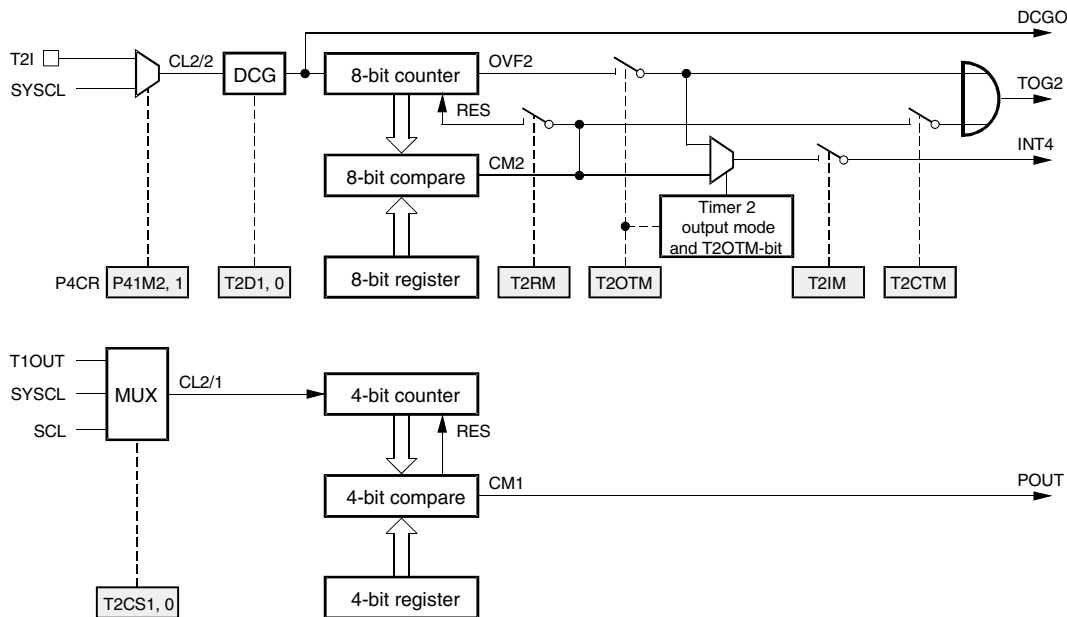 DCGO
T2I
CL2/2
DCG
8-bit counter
OVF2
TOG2
SYSCL
RES
INT4
8-bit compare
CM2
Timer 2
output mode
and T2OTM-bit
P4CR
P41M2, 1
T2D1, 0
8-bit register
T2RM
T2OTM
T2IM
T2CTM
T1OUT
SYSCL
SCL
MUX
CL2/1
4-bit counter
RES
4-bit compare
CM1
POUT
T2CS1, 0
4-bit register